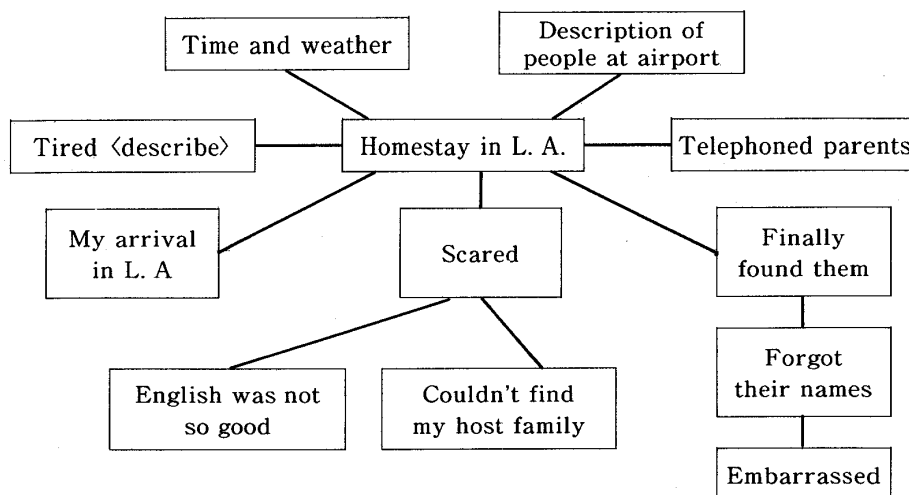 Time and weather
Description of
people at airport
Tired 〈describe〉
Homestay in L. A.
Telephoned parents
My arrival
in L. A
Scared
Finally
found them
English was not
so good
Couldn't find
my host family
Forgot
their names
Embarrassed